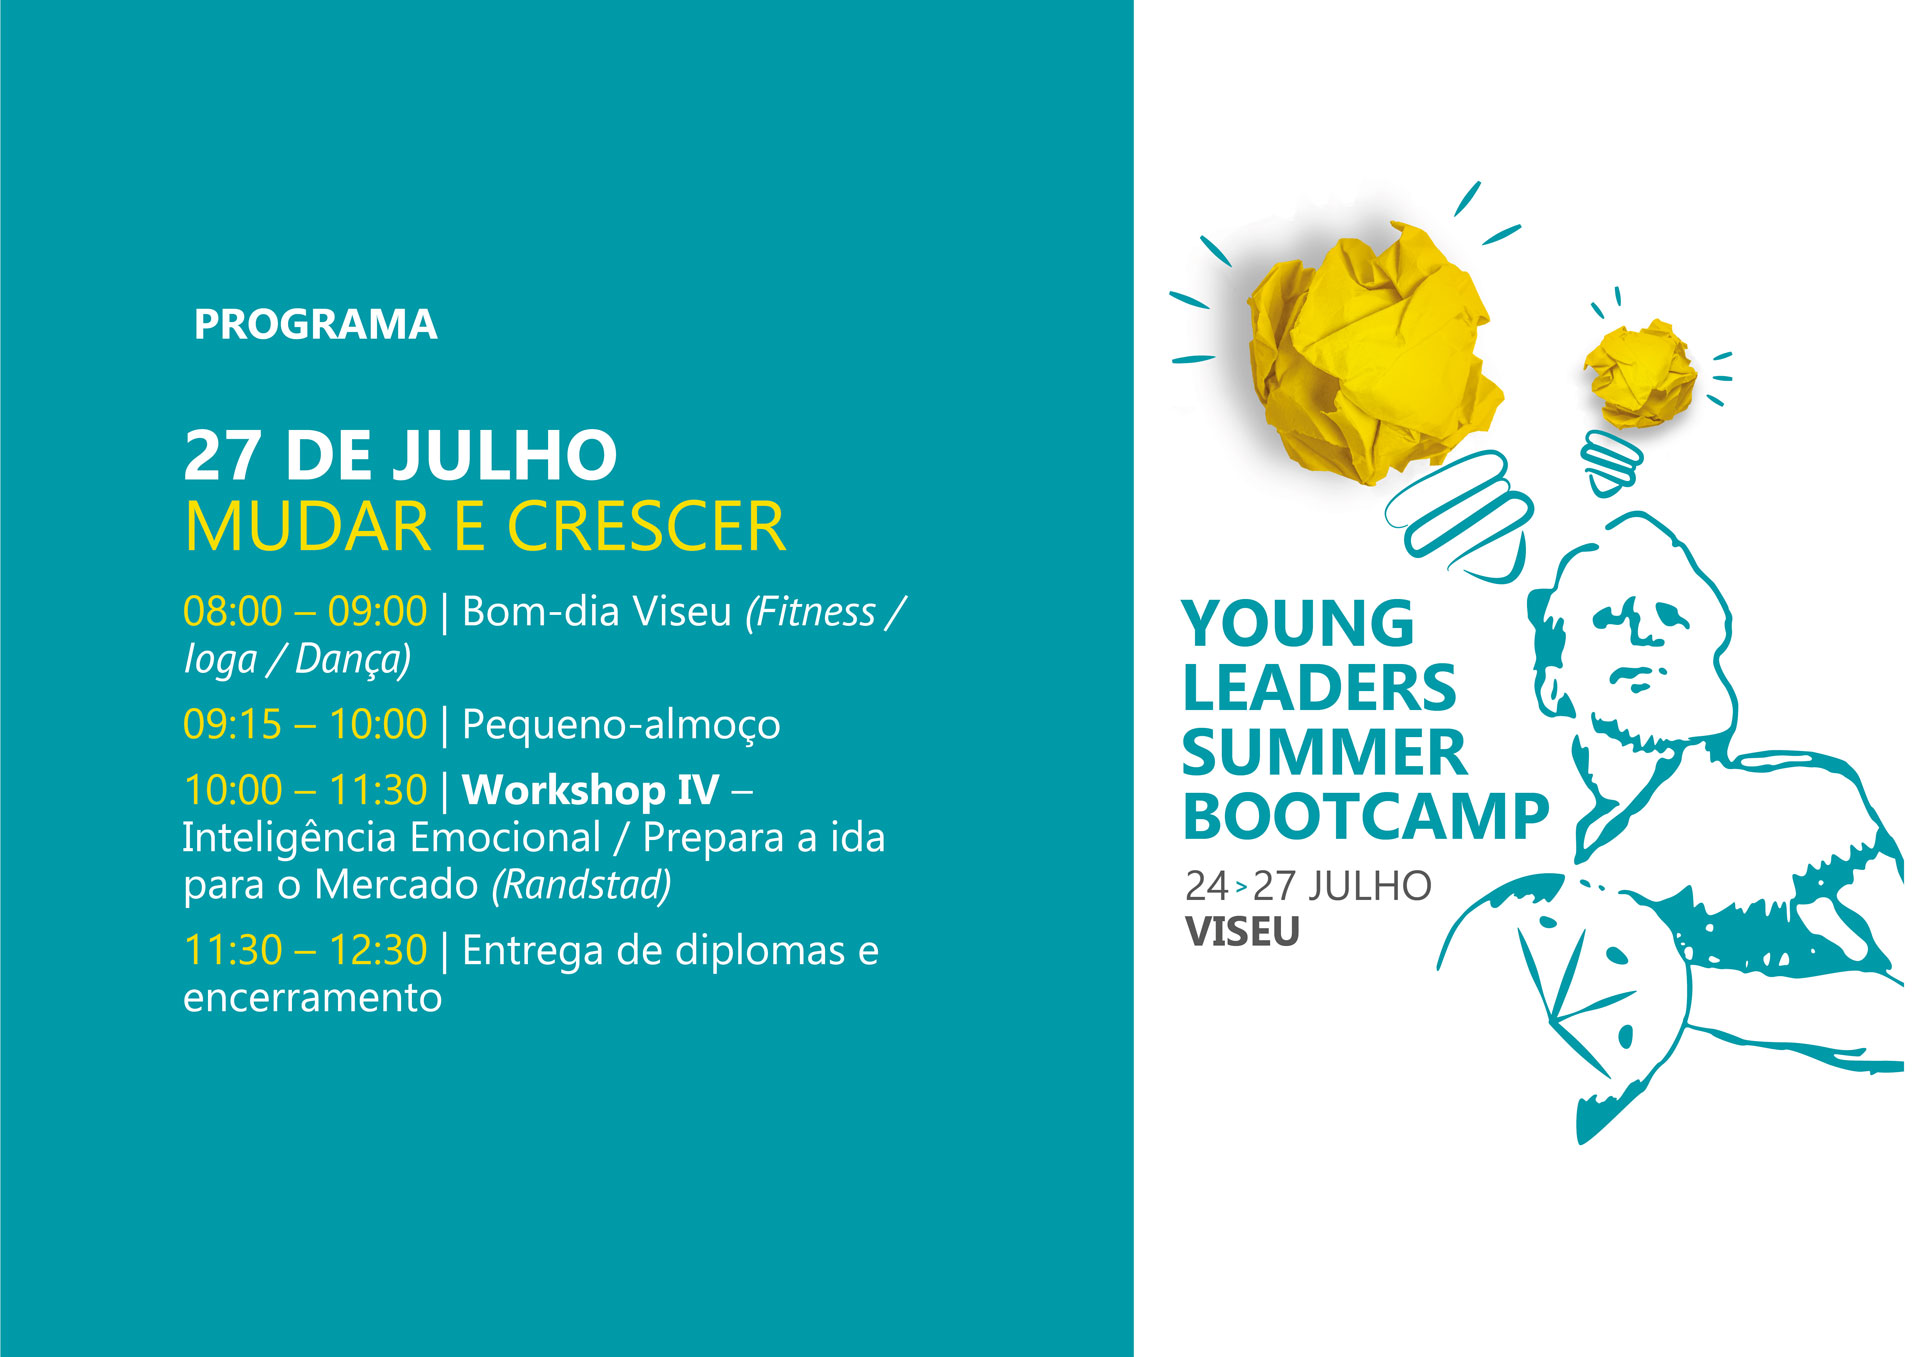 PROGRAMA
27 DE JULHO
MUDAR E CRESCER
08:00 – 09:00 | Bom-dia Viseu (Fitness /
Ioga / Dança)
09:15 – 10:00 | Pequeno-almoço
10:00 – 11:30 | Workshop IV –
Inteligência Emocional / Prepara a ida
para o Mercado (Randstad)
11:30 – 12:30 | Entrega de diplomas e
encerramento
YOUNG
LEADERS
SUMMER
BOOTCAMP
24 > 27 JULHO
VISEU